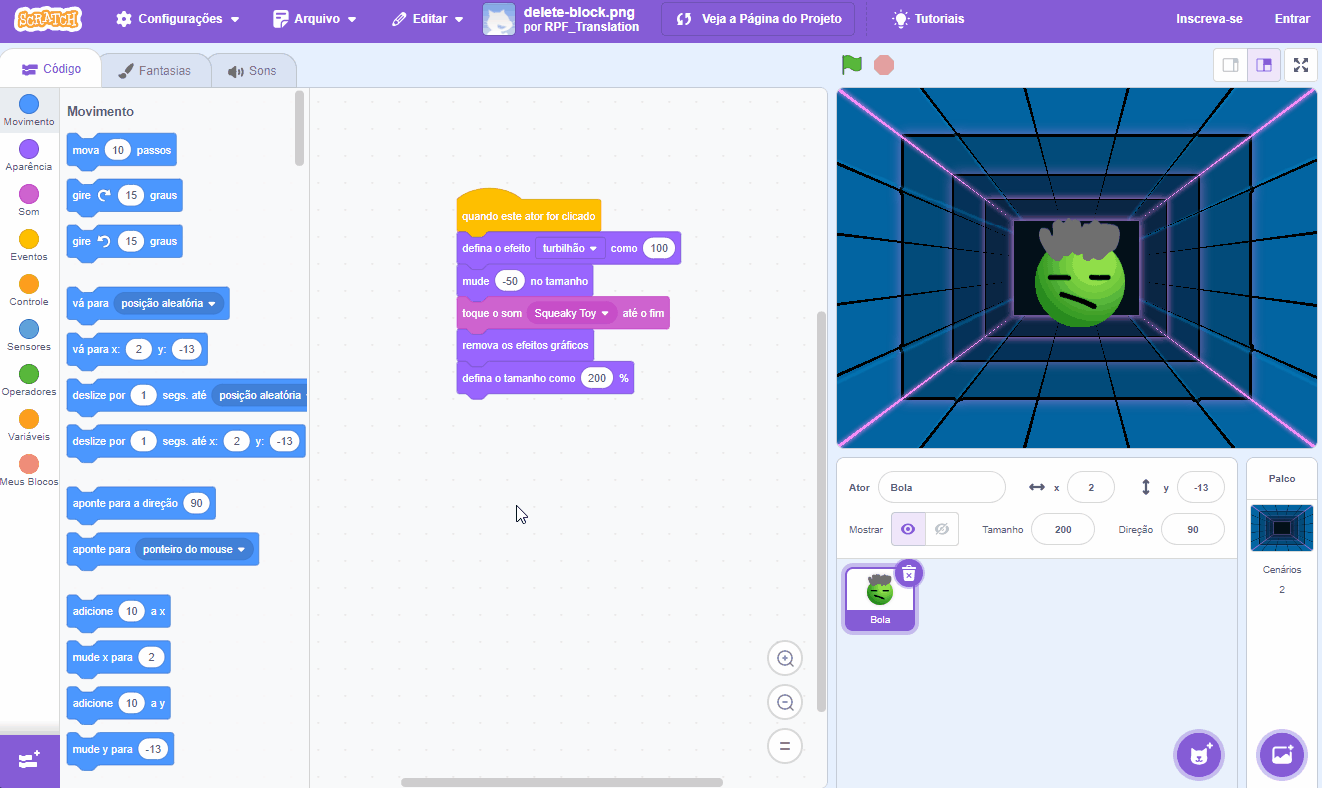 SCRATCH
Configurações
Arquivo
Editar
delete-block.png
por RPF_Translation
Veja a Página do Projeto
Tutoriais
Inscreva-se
Entrar
Código
Fantasias
Sons
Movimento
Aparência
Som
Eventos
Controle
Sensores
Operadores
Variáveis
Meus Blocos
Movimento
mova 10 passos
gire 15 graus
gire 15 graus
vá para posição aleatória
vá para x: 2 y: -13
deslize por 1 segs. até posição aleatória
deslize por 1 segs. até x: 2 y: -13
aponte para a direção 90
aponte para ponteiro do mouse
adicione 10 a x
mude x para 2
adicione 10 a y
mude y para -13
quando este ator for clicado
defina o efeito turbilhão como 100
mude -50 no tamanho
toque o som Squeaky Toy até o fim
remova os efeitos gráficos
defina o tamanho como 200 %
Ator Bola x 2 y -13
Mostrar Tamanho 200 Direção 90
Bola
Palco
Cenários
2